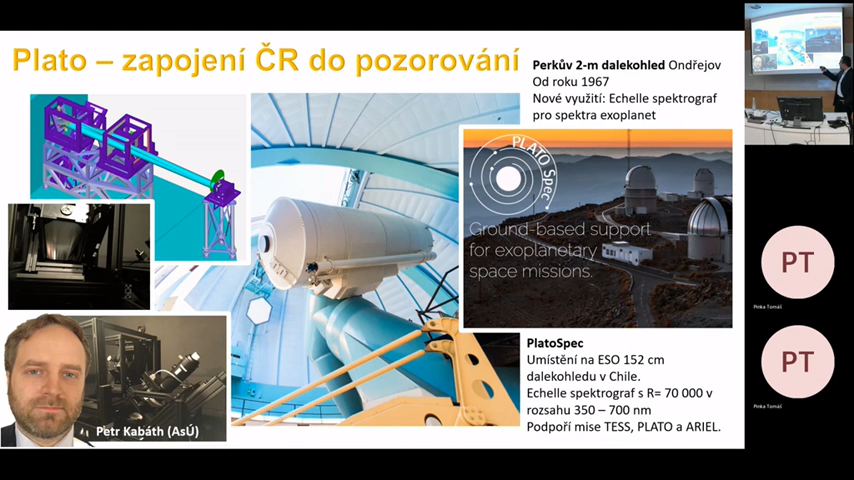 Plato – zapojení ČR do pozorování
Perkův 2-m dalekohled Ondřejov
Od roku 1967
Nové využití: Echelle spektrograf
pro spektra exoplanet
PLATO Spec
Ground-based support
for exoplanetary
space missions.
PlatoSpec
Umístění na ESO 152 cm
dalekohledu v Chile.
Echelle spektrograf s R= 70 000 v
rozsahu 350 – 700 nm
Podpoří mise TESS, PLATO a ARIEL.
Petr Kabáth (AsÚ)
PT
Pinka Tomáš
PT
Pinka Tomáš